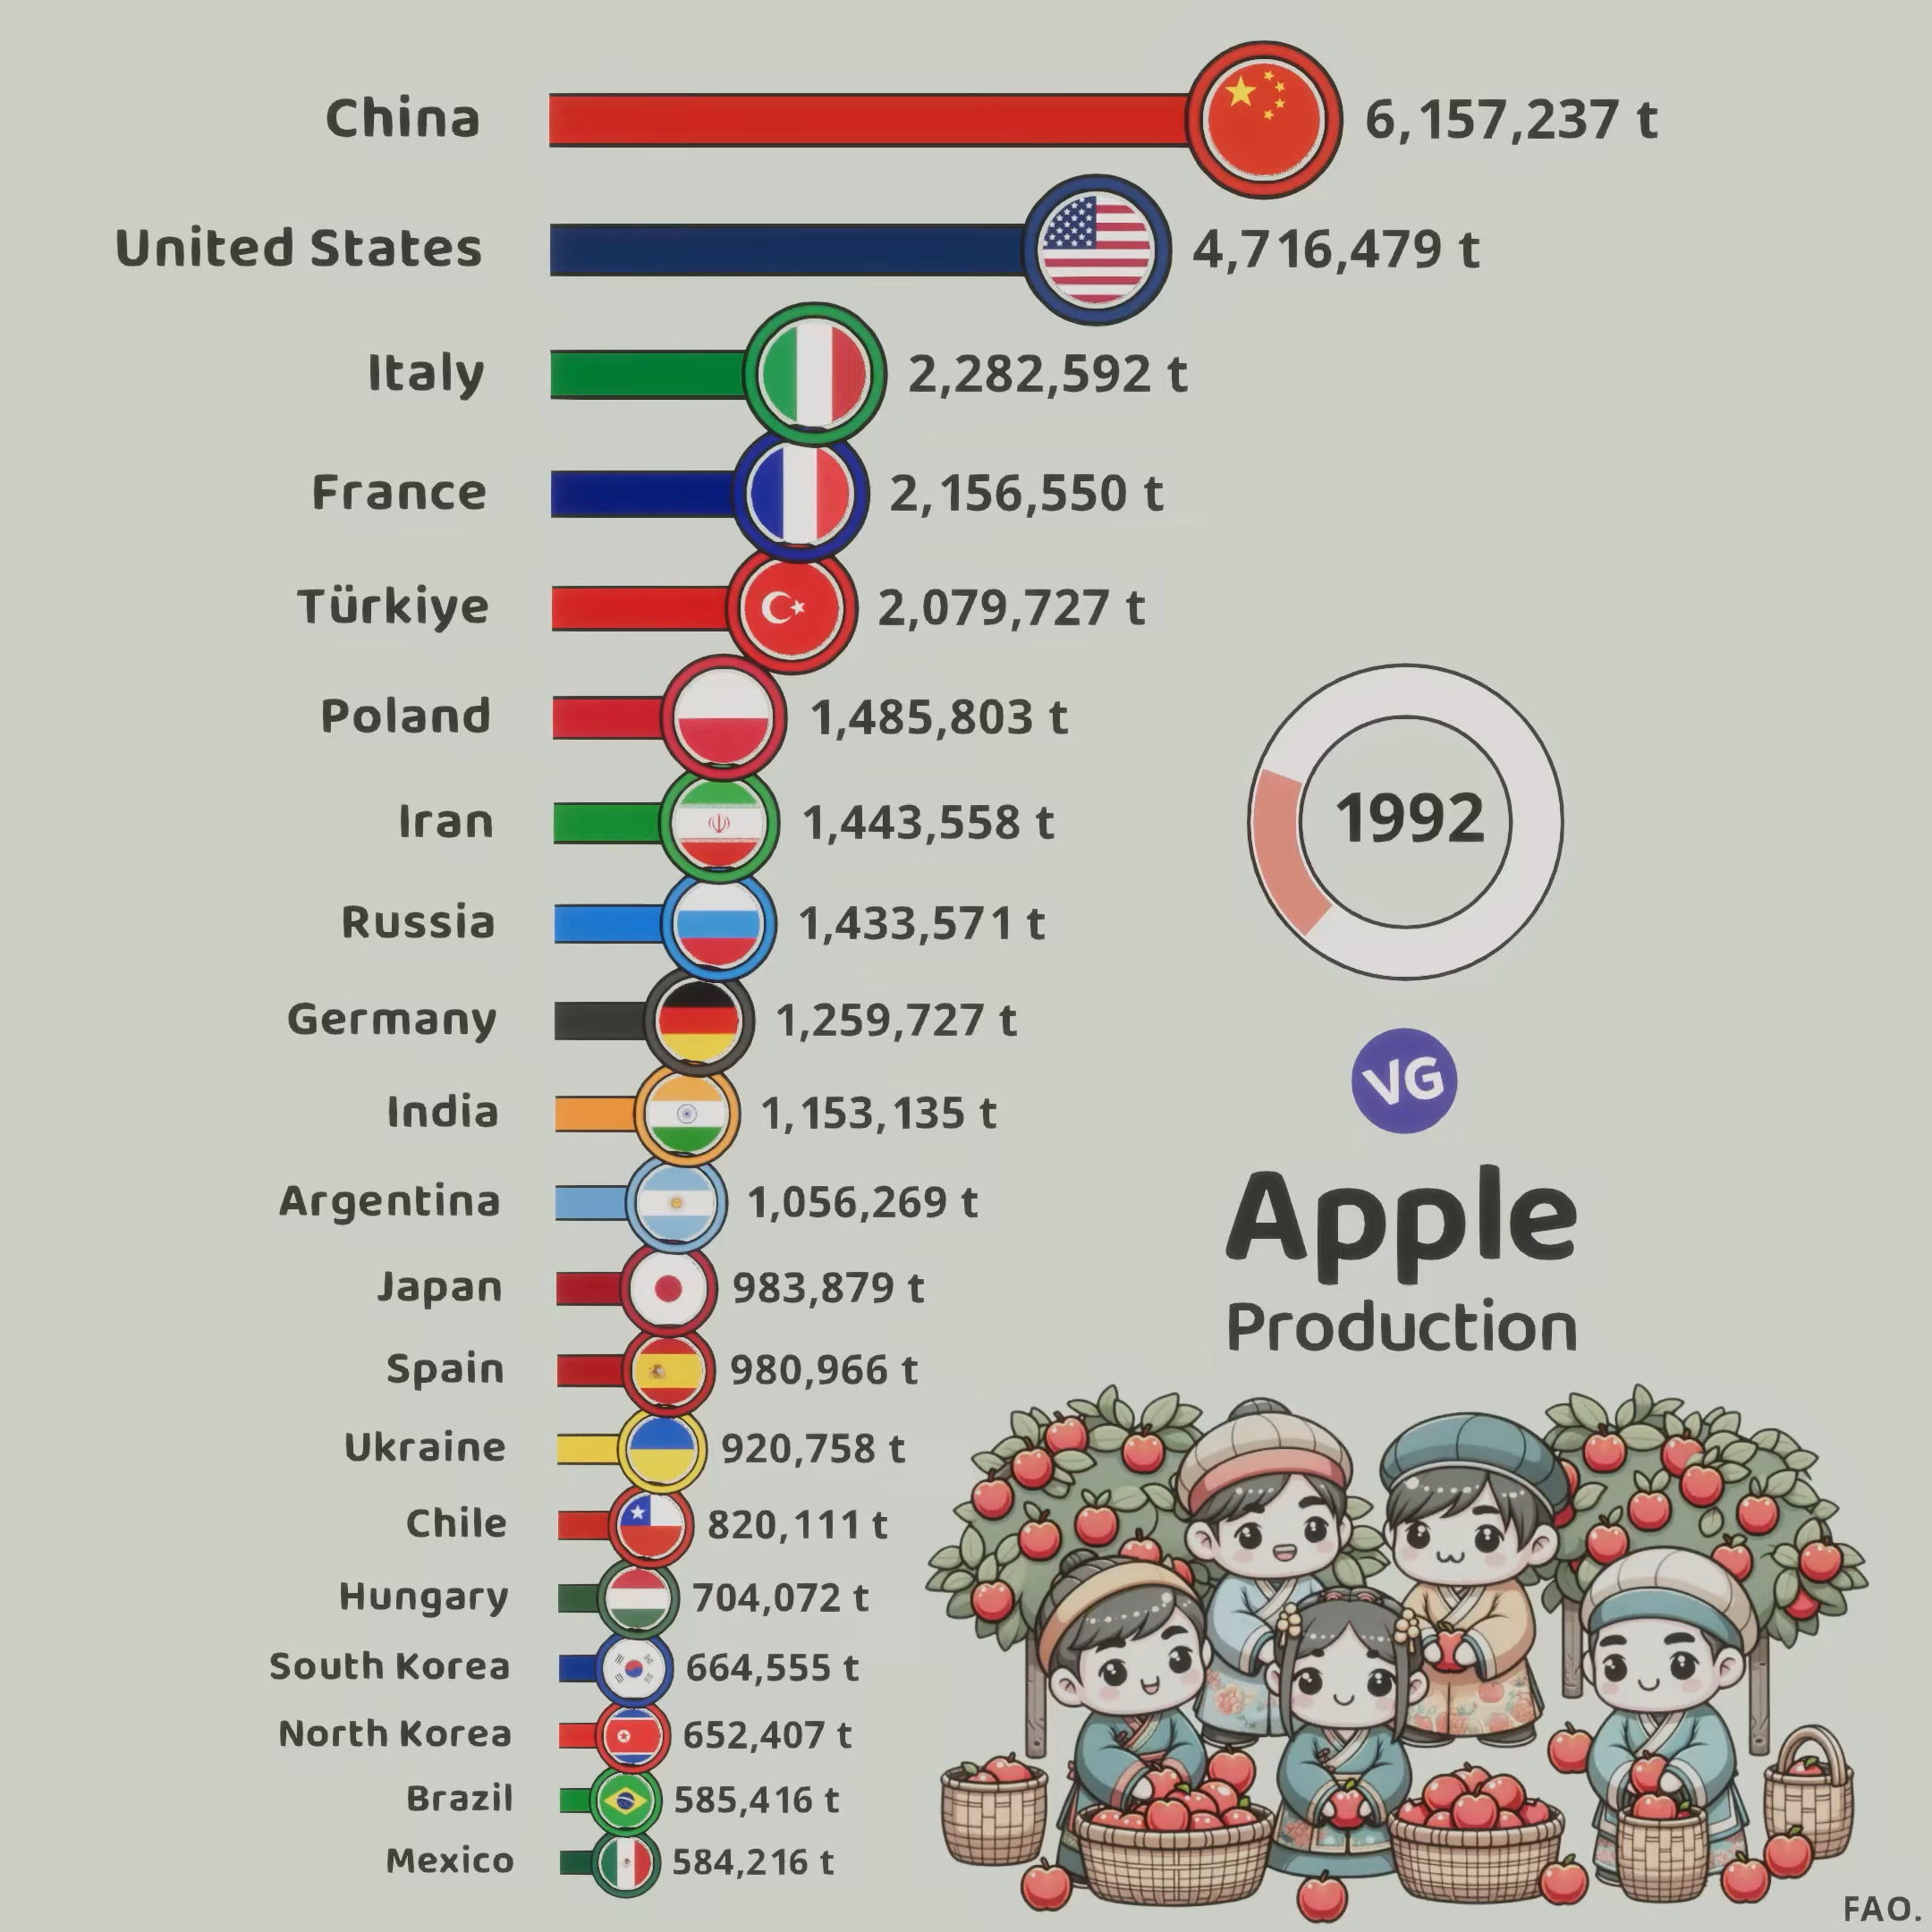 China 6,157,237 t
United States 4,716,479 t
Italy 2,282,592 t
France 2,156,550 t
Türkiye 2,079,727 t
Poland 1,485,803 t
Iran 1,443,558 t
Russia 1,433,571 t
Germany 1,259,727 t
India 1,153,135 t
Argentina 1,056,269 t
Japan 983,879 t
Spain 980,966 t
Ukraine 920,758 t
Chile 820,111 t
Hungary 704,072 t
South Korea 664,555 t
North Korea 652,407 t
Brazil 585,416 t
Mexico 584,216 t
1992
VG
Apple
Production
FAO.